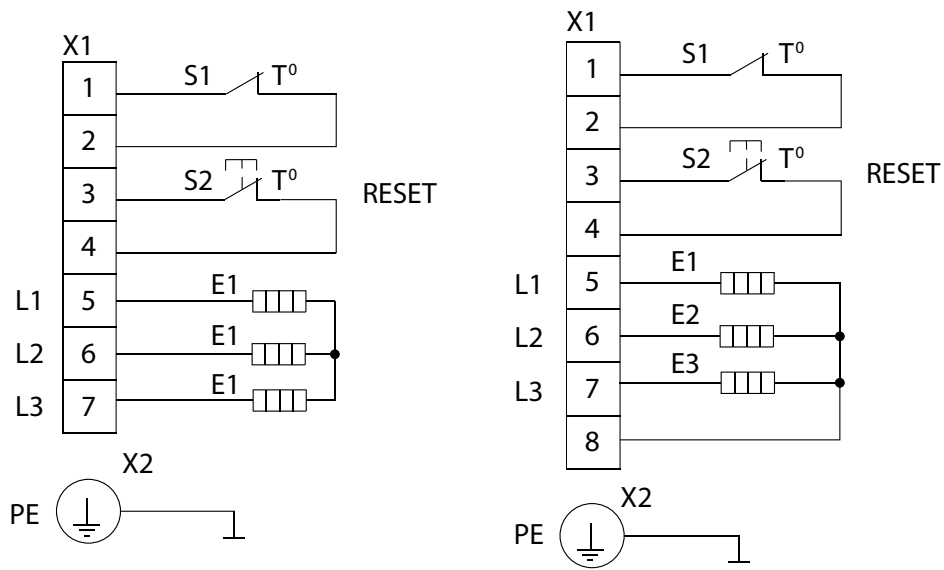 X1
1 S1 T⁰
2
3 S2 T⁰ RESET
4
L1 5 E1
L2 6 E1
L3 7 E1
X2
PE
X1
1 S1 T⁰
2
3 S2 T⁰ RESET
4
L1 5 E1
L2 6 E2
L3 7 E3
8
X2
PE